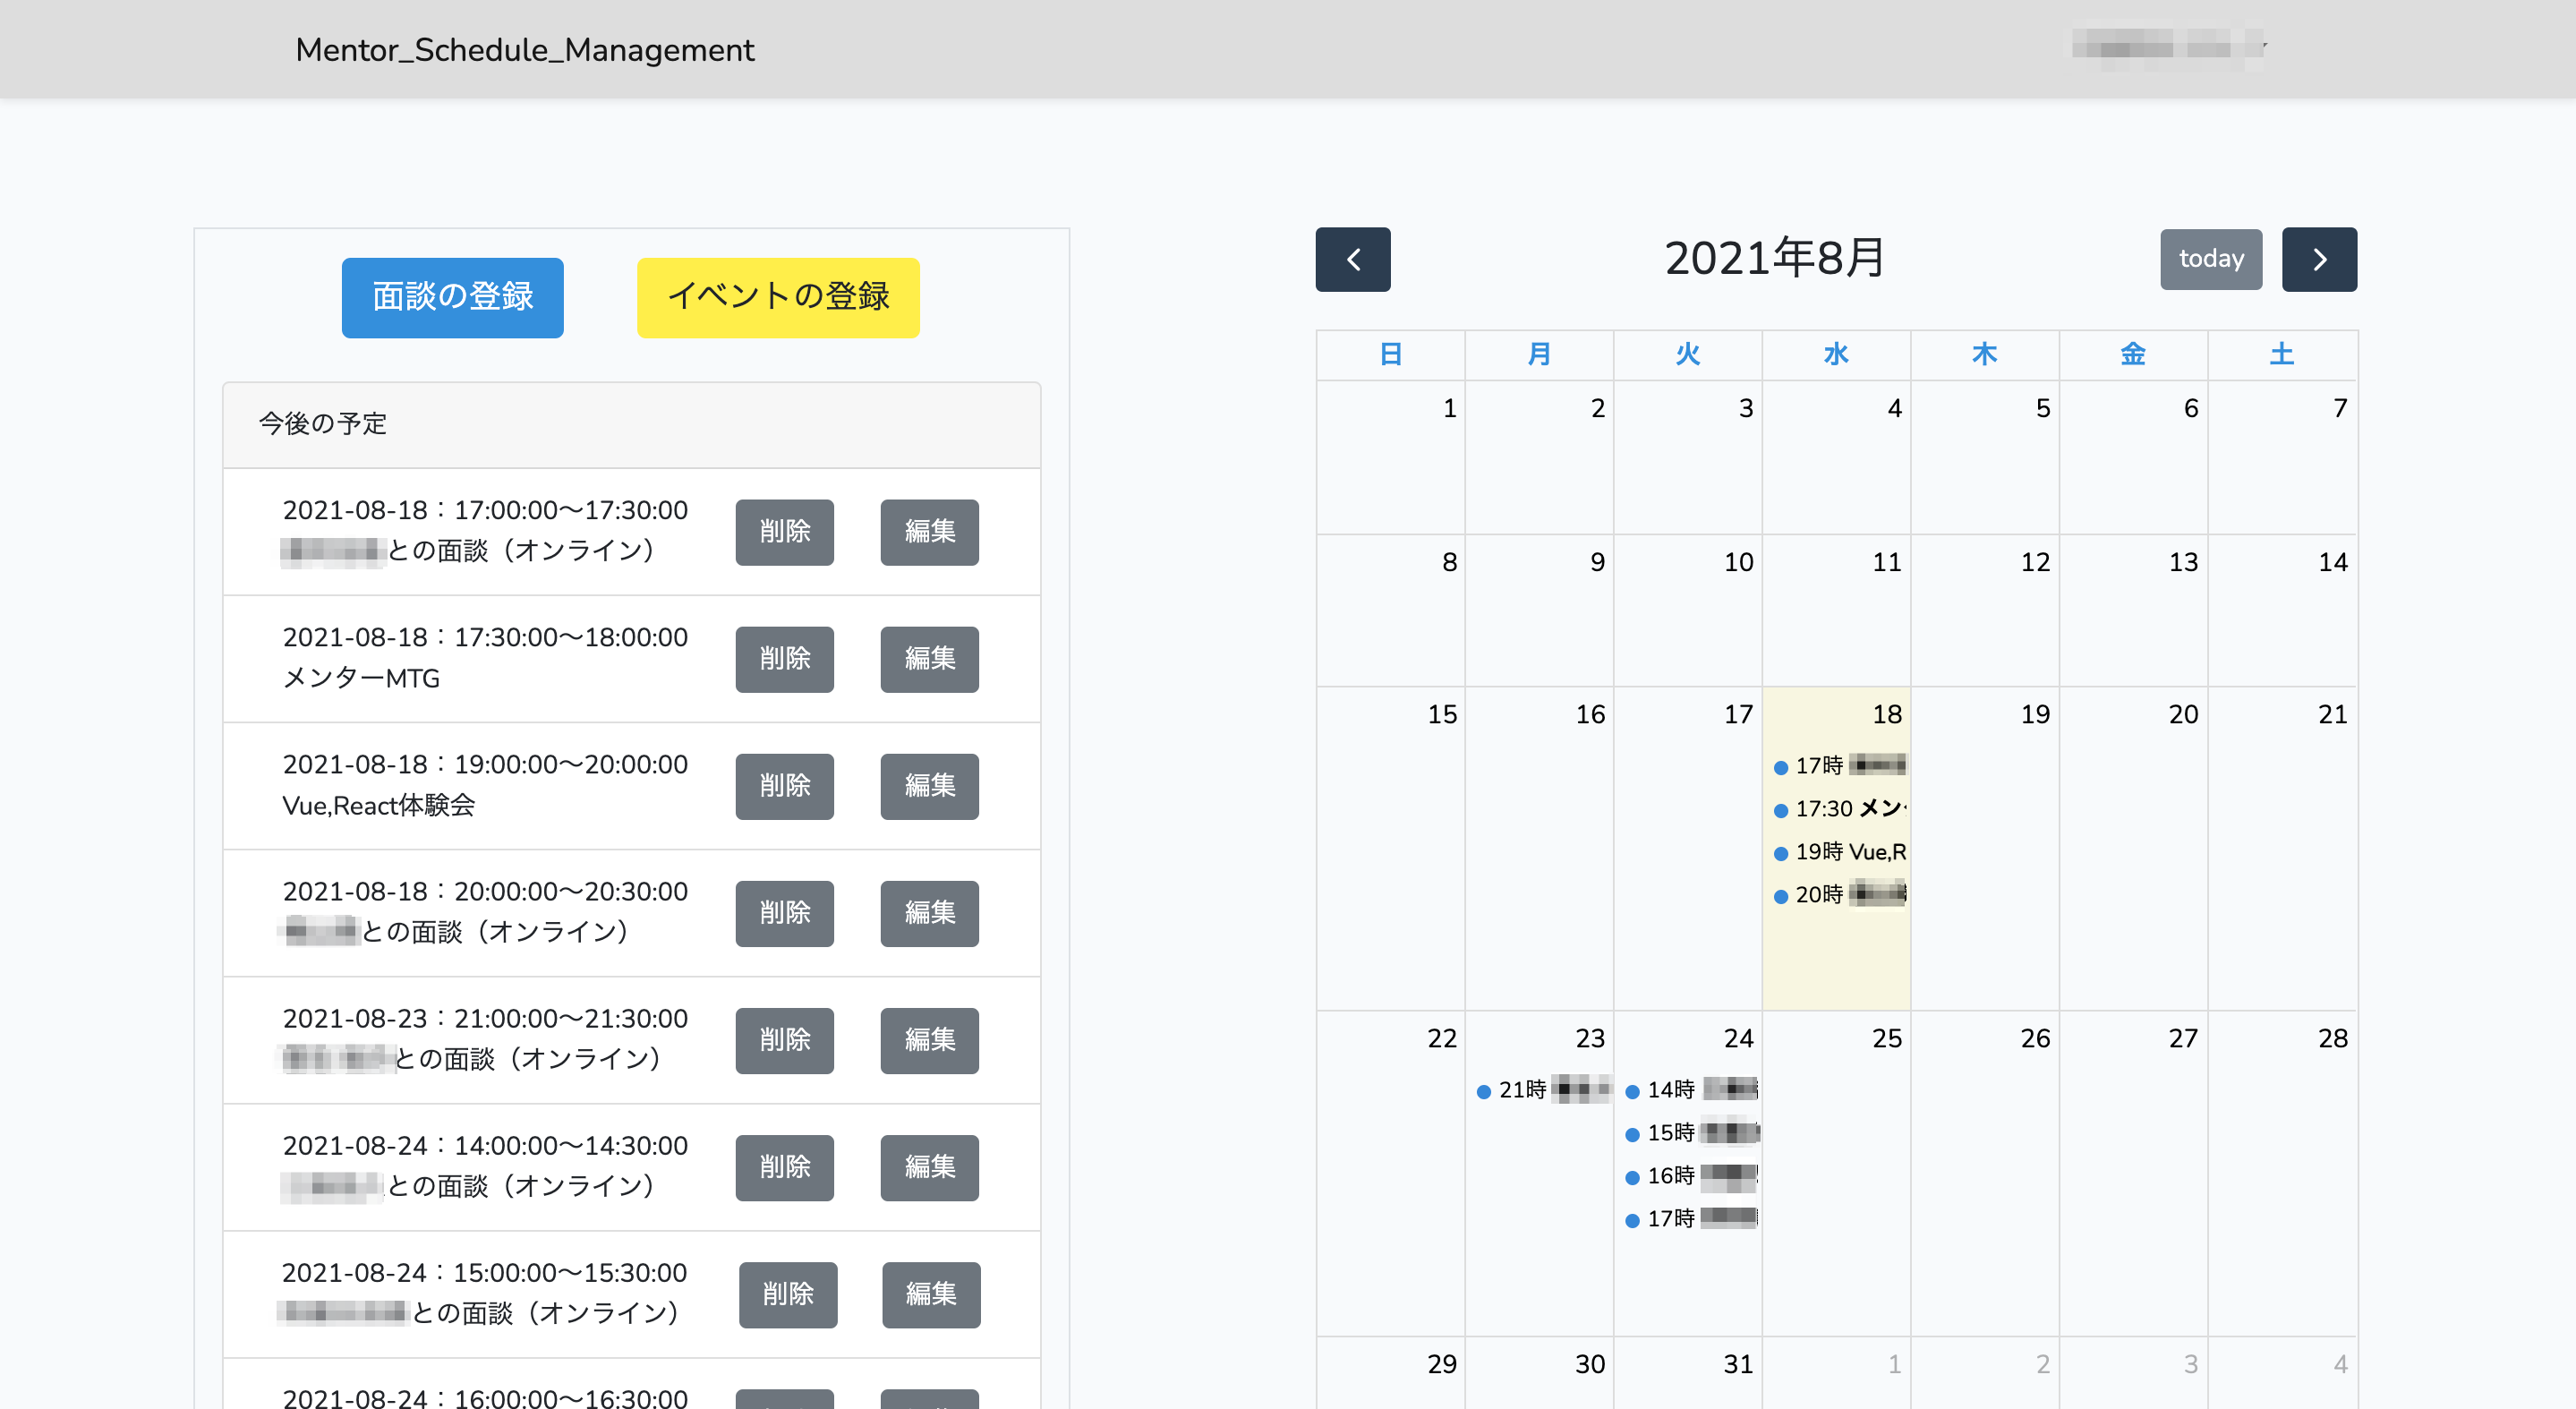 Mentor_Schedule_Management
面談の登録
イベントの登録
今後の予定
2021-08-18：17:00:00〜17:30:00
との面談（オンライン）
削除
編集
2021-08-18：17:30:00〜18:00:00
メンターMTG
削除
編集
2021-08-18：19:00:00〜20:00:00
Vue,React体験会
削除
編集
2021-08-18：20:00:00〜20:30:00
との面談（オンライン）
削除
編集
2021-08-23：21:00:00〜21:30:00
との面談（オンライン）
削除
編集
2021-08-24：14:00:00〜14:30:00
との面談（オンライン）
削除
編集
2021-08-24：15:00:00〜15:30:00
との面談（オンライン）
削除
編集
2021-08-24：16:00:00〜16:30:00
2021年8月
today
日 月 火 水 木 金 土
1 2 3 4 5 6 7
8 9 10 11 12 13 14
15 16 17 18 19 20 21
17時
17:30 メン
19時 Vue,R
20時
22 23 24 25 26 27 28
21時
14時
15時
16時
17時
29 30 31 1 2 3 4